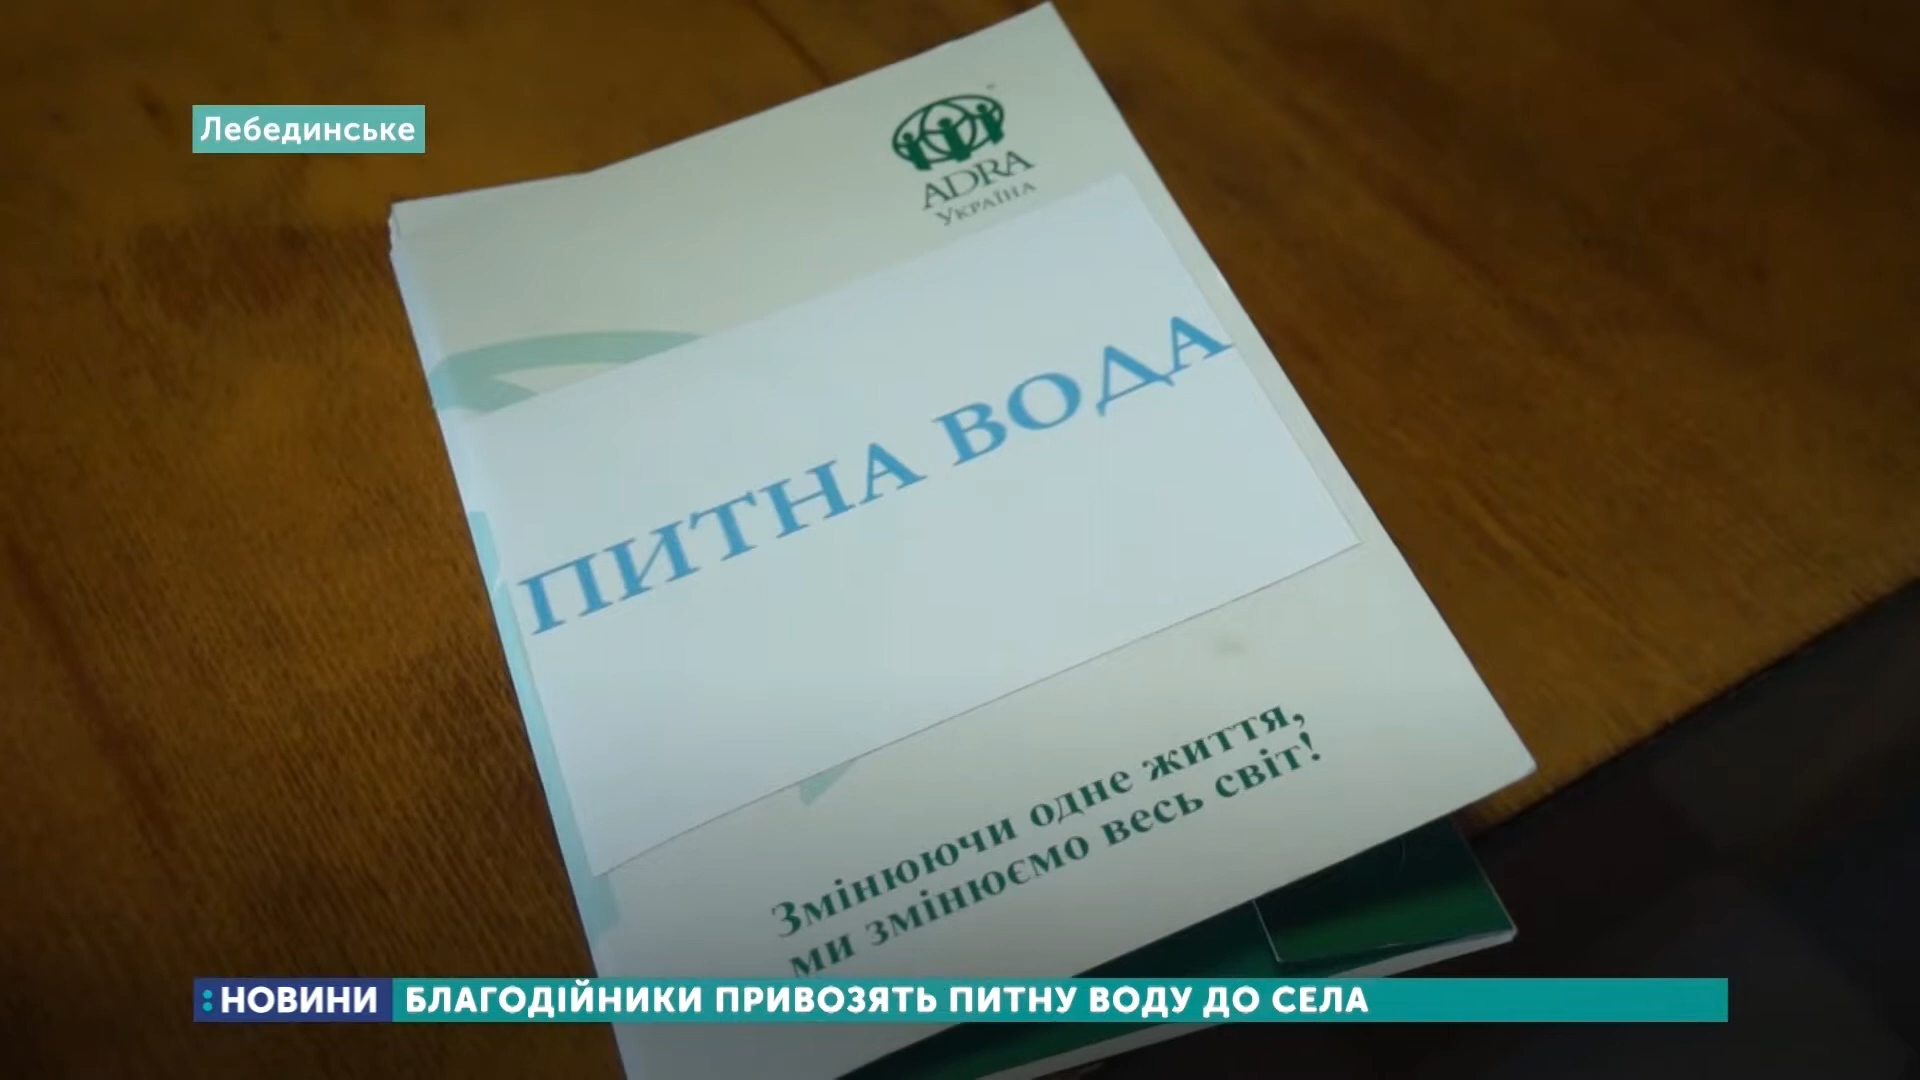 Лебединське
ADRA
Україна
ПИТНА ВОДА
Змінюючи одне життя,
ми змінюємо весь світ!
НОВИНИ
БЛАГОДІЙНИКИ ПРИВОЗЯТЬ ПИТНУ ВОДУ ДО СЕЛА